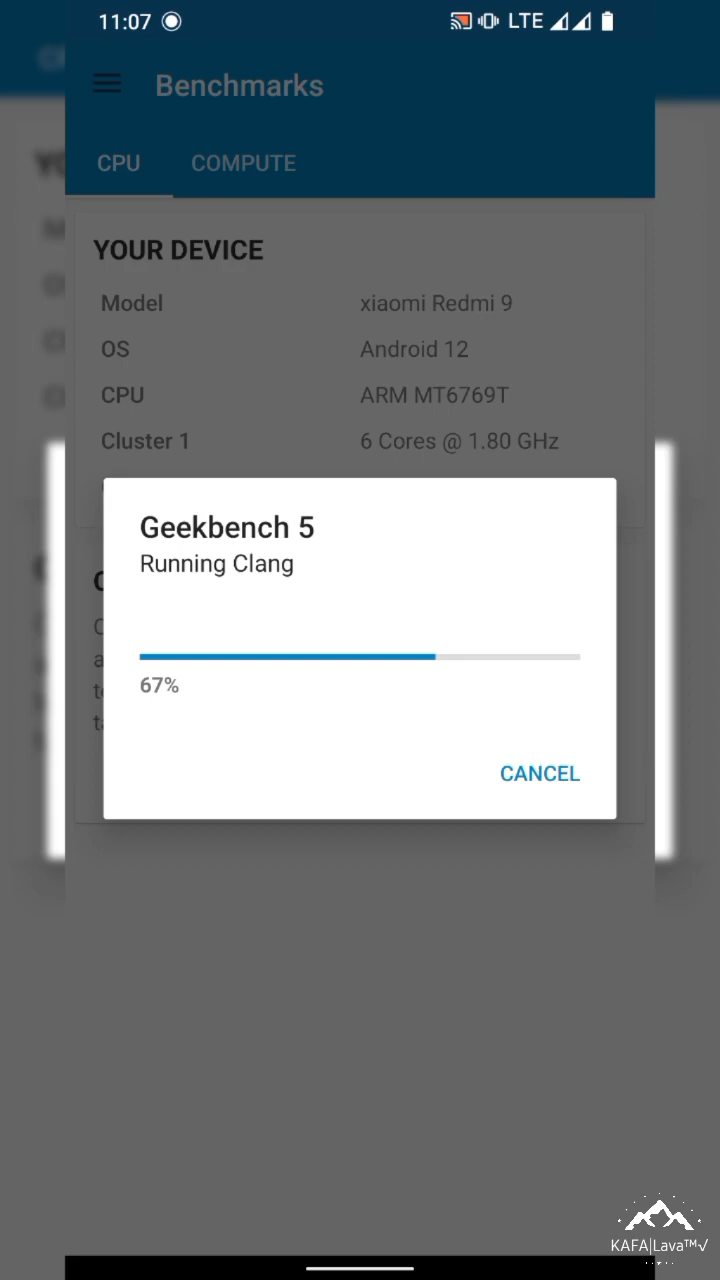 11:07 LTE
Benchmarks
CPU COMPUTE
YOUR DEVICE
Model xiaomi Redmi 9
OS Android 12
CPU ARM MT6769T
Cluster 1 6 Cores @ 1.80 GHz
Geekbench 5
Running Clang
67%
CANCEL
KAFA|Lava™√